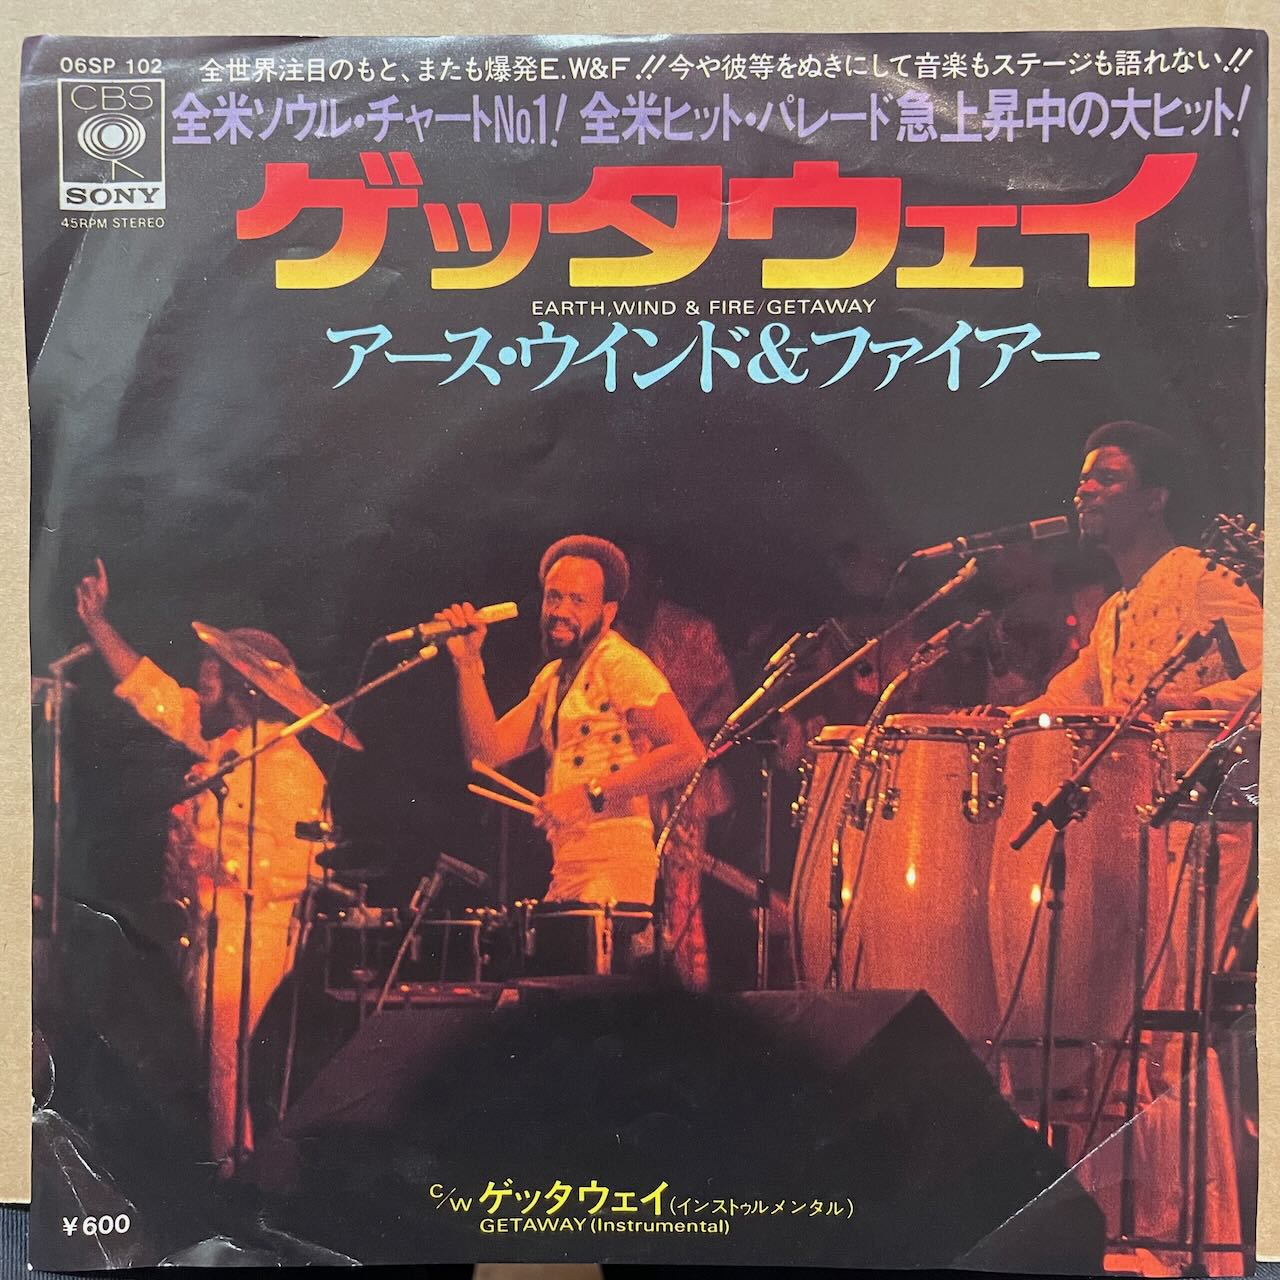 06SP 102
全世界注目のもと、またも爆発E.W&F!!今や彼等をぬきにして音楽もステージも語れない!!
CBS
SONY
45RPM STEREO
全米ソウル・チャートNo.1! 全米ヒット・パレード急上昇中の大ヒット!
ゲッタウェイ
EARTH,WIND & FIRE/GETAWAY
アース・ウインド&ファイアー
c/w ゲッタウェイ(インストゥルメンタル)
GETAWAY(Instrumental)
¥600